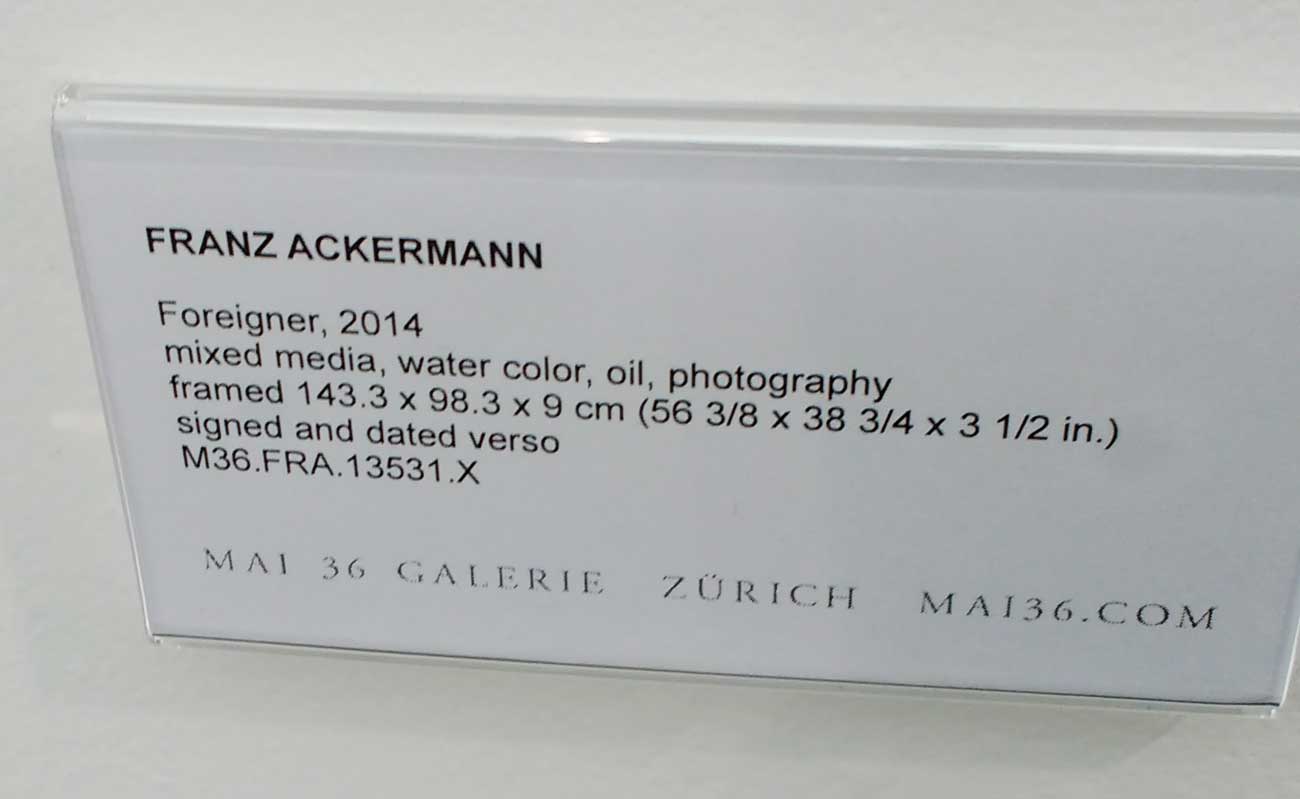 FRANZ ACKERMANN
Foreigner, 2014
mixed media, water color, oil, photography
framed 143.3 x 98.3 x 9 cm (56 3/8 x 38 3/4 x 3 1/2 in.)
signed and dated verso
M36.FRA.13531.X
MAI 36 GALERIE ZÜRICH MAI36.COM